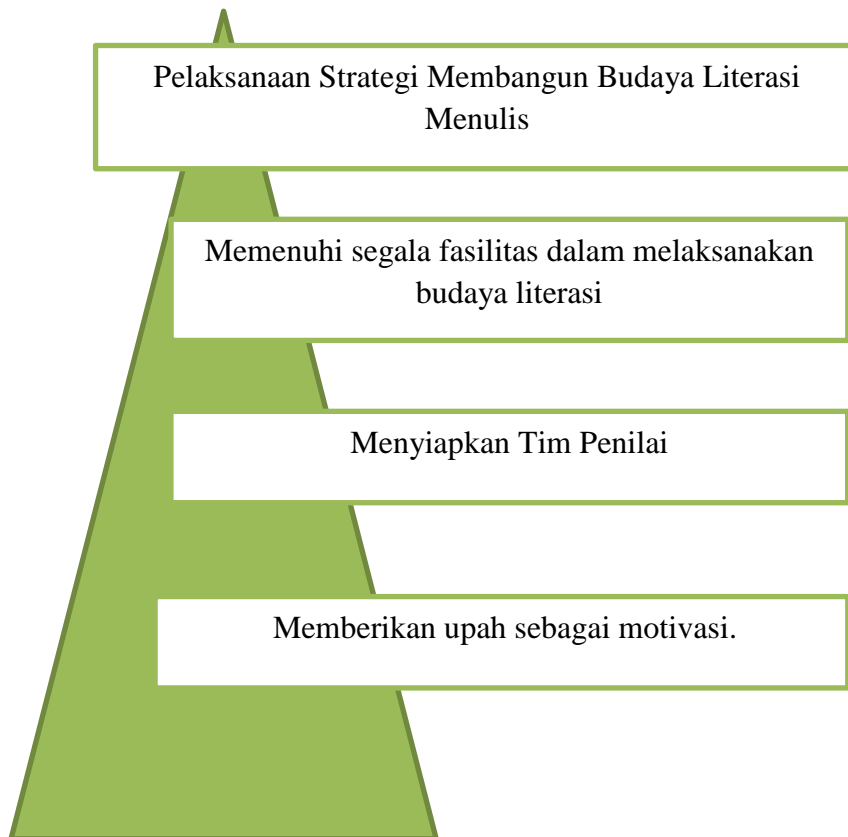 Pelaksanaan Strategi Membangun Budaya Literasi
Menulis
Memenuhi segala fasilitas dalam melaksanakan
budaya literasi
Menyiapkan Tim Penilai
Memberikan upah sebagai motivasi.